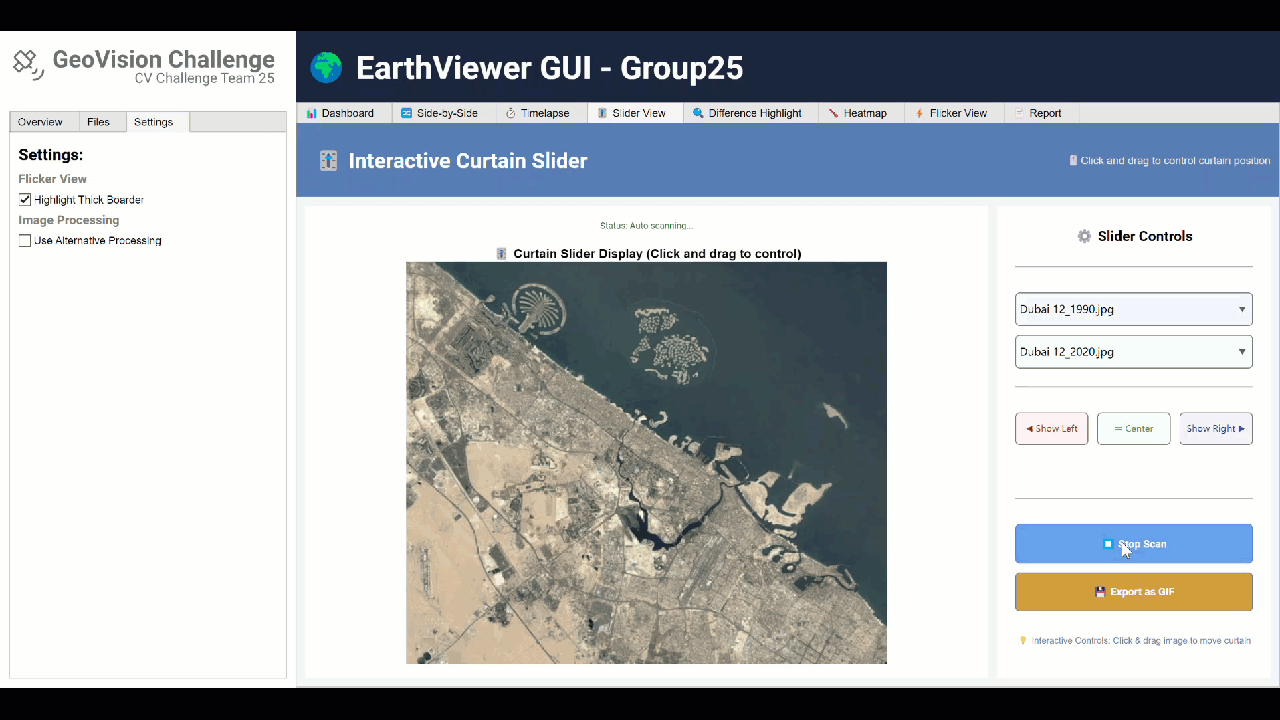 GeoVision Challenge
CV Challenge Team 25
EarthViewer GUI - Group25
Overview Files Settings
Dashboard Side-by-Side Timelapse Slider View Difference Highlight Heatmap Flicker View Report
Settings:
Flicker View
Highlight Thick Boarder
Image Processing
Use Alternative Processing
Interactive Curtain Slider
Click and drag to control curtain position
Status: Auto scanning...
Curtain Slider Display (Click and drag to control)
Slider Controls
Dubai 12_1990.jpg
Dubai 12_2020.jpg
Show Left
Center
Show Right
Stop Scan
Export as GIF
Interactive Controls: Click & drag image to move curtain